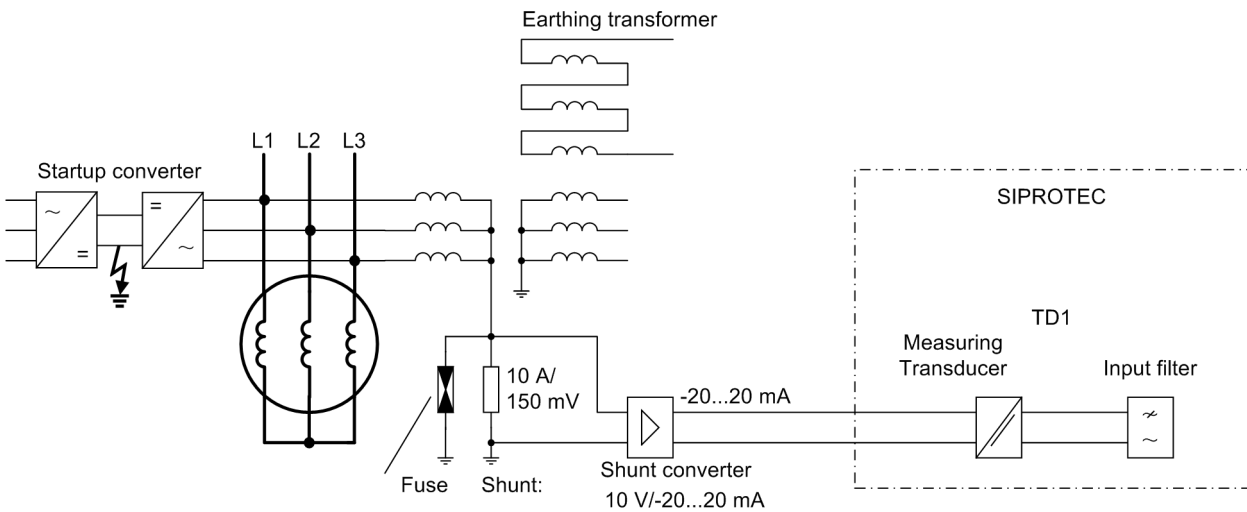 Earthing transformer
L1 L2 L3
Startup converter
~
=
=
~
SIPROTEC
TD1
Measuring
Transducer
Input filter
10 A/
150 mV
-20...20 mA
Fuse
Shunt:
Shunt converter
10 V/-20...20 mA